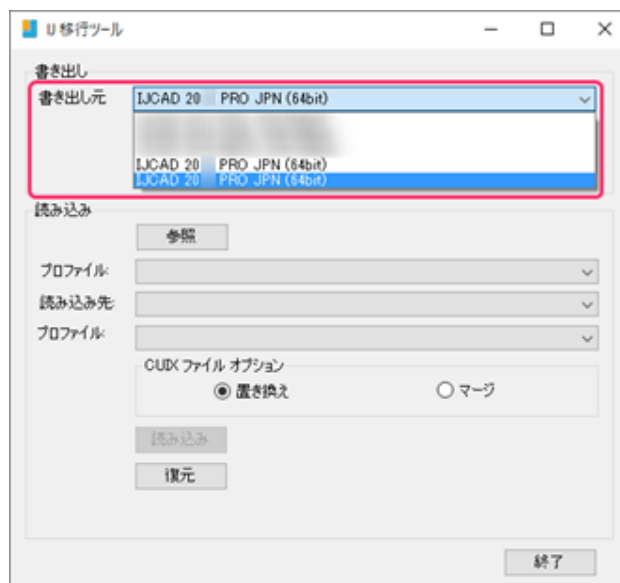 U 移行ツール
書き出し
書き出し元 IJCAD 20 PRO JPN (64bit)
IJCAD 20 PRO JPN (64bit)
IJCAD 20 PRO JPN (64bit)
読み込み
参照
プロファイル:
読み込み先:
プロファイル:
CUIX ファイル オプション
置き換え マージ
読み込み
復元
終了